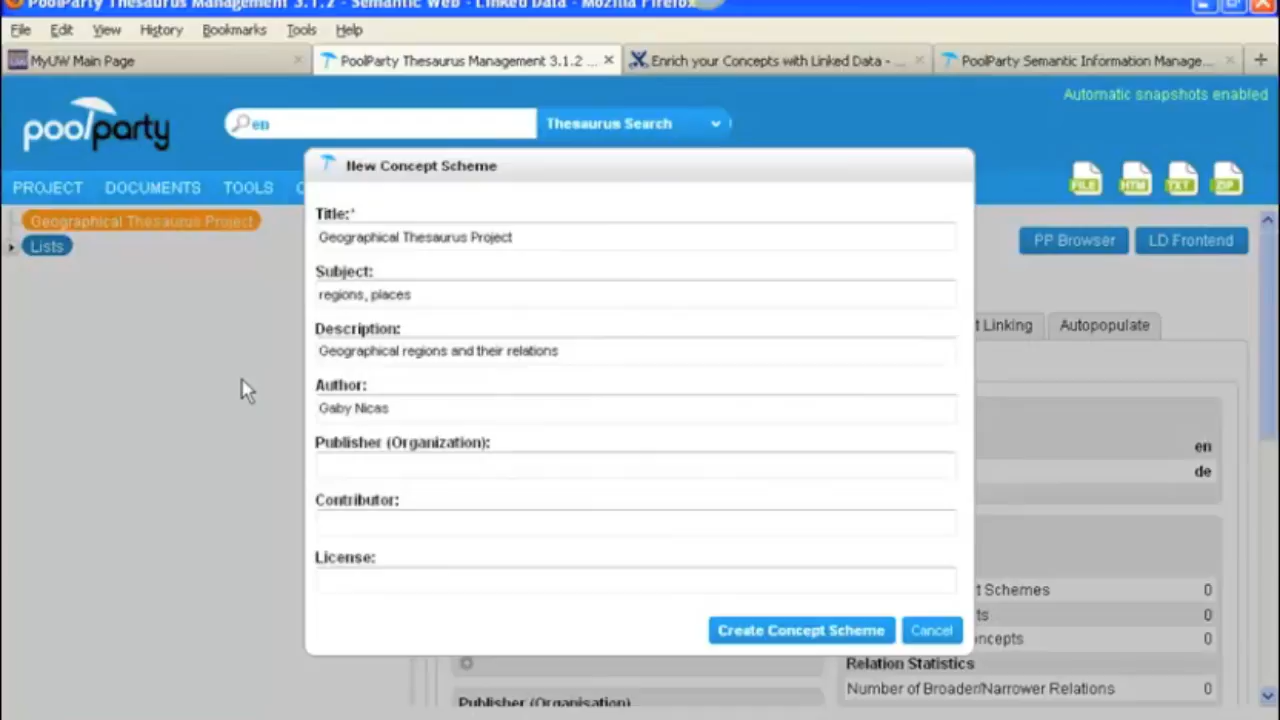 PoolParty Thesaurus Management 3.1.2 - Semantic Web - Linked Data - Mozilla Firefox
File Edit View History Bookmarks Tools Help
MyUW Main Page
PoolParty Thesaurus Management 3.1.2 ...
Enrich your Concepts with Linked Data - ...
PoolParty Semantic Information Manage...
Automatic snapshots enabled
poolparty
en
Thesaurus Search
FILE HTM TXT ZIP
PROJECT DOCUMENTS TOOLS
New Concept Scheme
Geographical Thesaurus Project
Lists
PP Browser LD Frontend
Title:*
Geographical Thesaurus Project
Subject:
regions, places
t Linking Autopopulate
Description:
Geographical regions and their relations
Author:
Gaby Nicas
Publisher (Organization):
en
de
Contributor:
License:
t Schemes 0
ts 0
oncepts 0
Create Concept Scheme Cancel
Relation Statistics
Number of Broader/Narrower Relations 0
Publisher (Organisation)